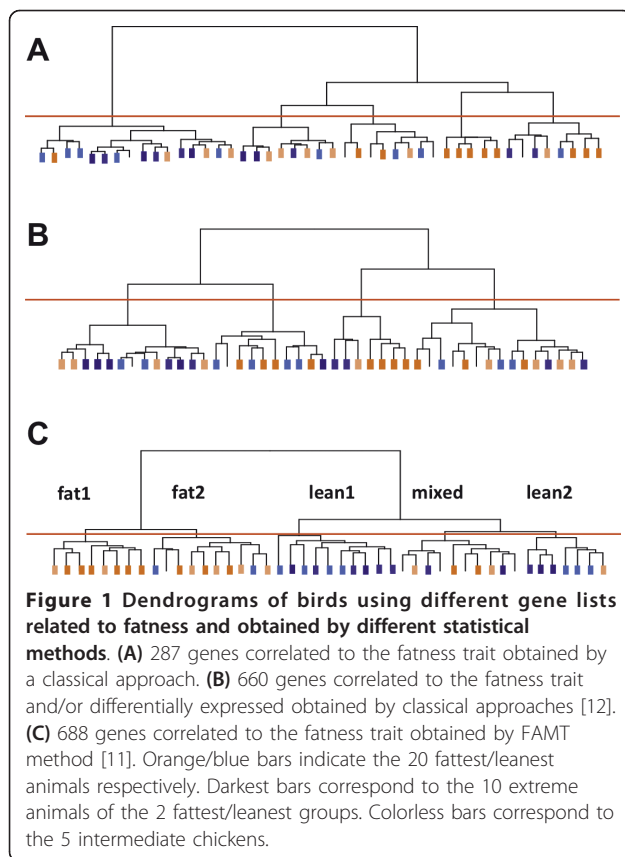 A
B
C
fat1 fat2 lean1 mixed lean2
Figure 1 Dendrograms of birds using different gene lists
related to fatness and obtained by different statistical
methods. (A) 287 genes correlated to the fatness trait obtained by
a classical approach. (B) 660 genes correlated to the fatness trait
and/or differentially expressed obtained by classical approaches [12].
(C) 688 genes correlated to the fatness trait obtained by FAMT
method [11]. Orange/blue bars indicate the 20 fattest/leanest
animals respectively. Darkest bars correspond to the 10 extreme
animals of the 2 fattest/leanest groups. Colorless bars correspond to
the 5 intermediate chickens.